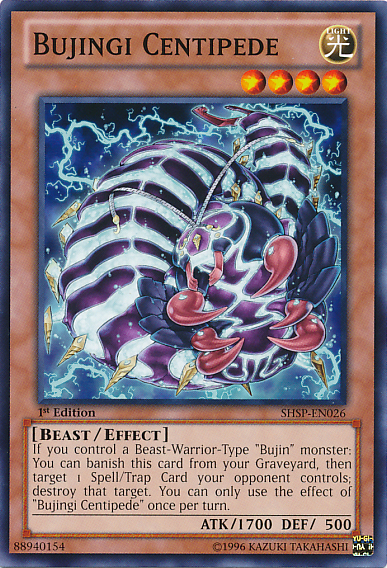 Bujingi Centipede
LIGHT
光
1st Edition
SHSP-EN026
[Beast/Effect]
If you control a Beast-Warrior-Type "Bujin" monster:
You can banish this card from your Graveyard, then
target 1 Spell/Trap Card your opponent controls;
destroy that target. You can only use the effect of
"Bujingi Centipede" once per turn.
ATK/1700 DEF/ 500
88940154
©1996 KAZUKI TAKAHASHI